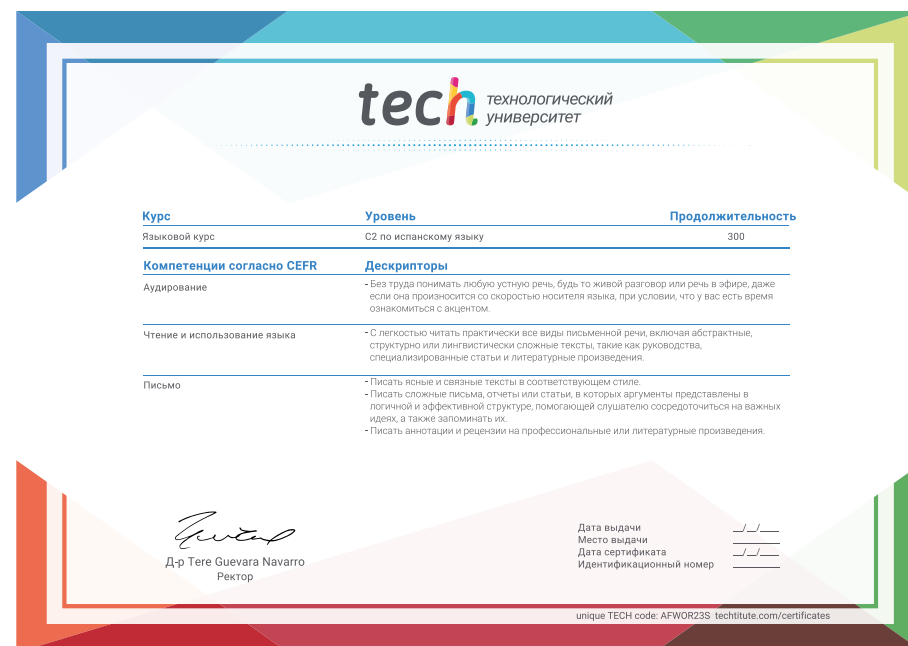 tech технологический
университет
Курс Уровень Продолжительность
Языковой курс С2 по испанскому языку 300
Компетенции согласно CEFR Дескрипторы
Аудирование
- Без труда понимать любую устную речь, будь то живой разговор или речь в эфире, даже
если она произносится со скоростью носителя языка, при условии, что у вас есть время
ознакомиться с акцентом.
Чтение и использование языка
- С легкостью читать практически все виды письменной речи, включая абстрактные,
структурно или лингвистически сложные тексты, такие как руководства,
специализированные статьи и литературные произведения.
Письмо
- Писать ясные и связные тексты в соответствующем стиле.
- Писать сложные письма, отчеты или статьи, в которых аргументы представлены в
логичной и эффективной структуре, помогающей слушателю сосредоточиться на важных
идеях, а также запоминать их.
- Писать аннотации и рецензии на профессиональные или литературные произведения.
Д-р Tere Guevara Navarro
Ректор
Дата выдачи __/__/____
Место выдачи ________
Дата сертификата __/__/____
Идентификационный номер ________
unique TECH code: AFWOR23S techtitute.com/certificates